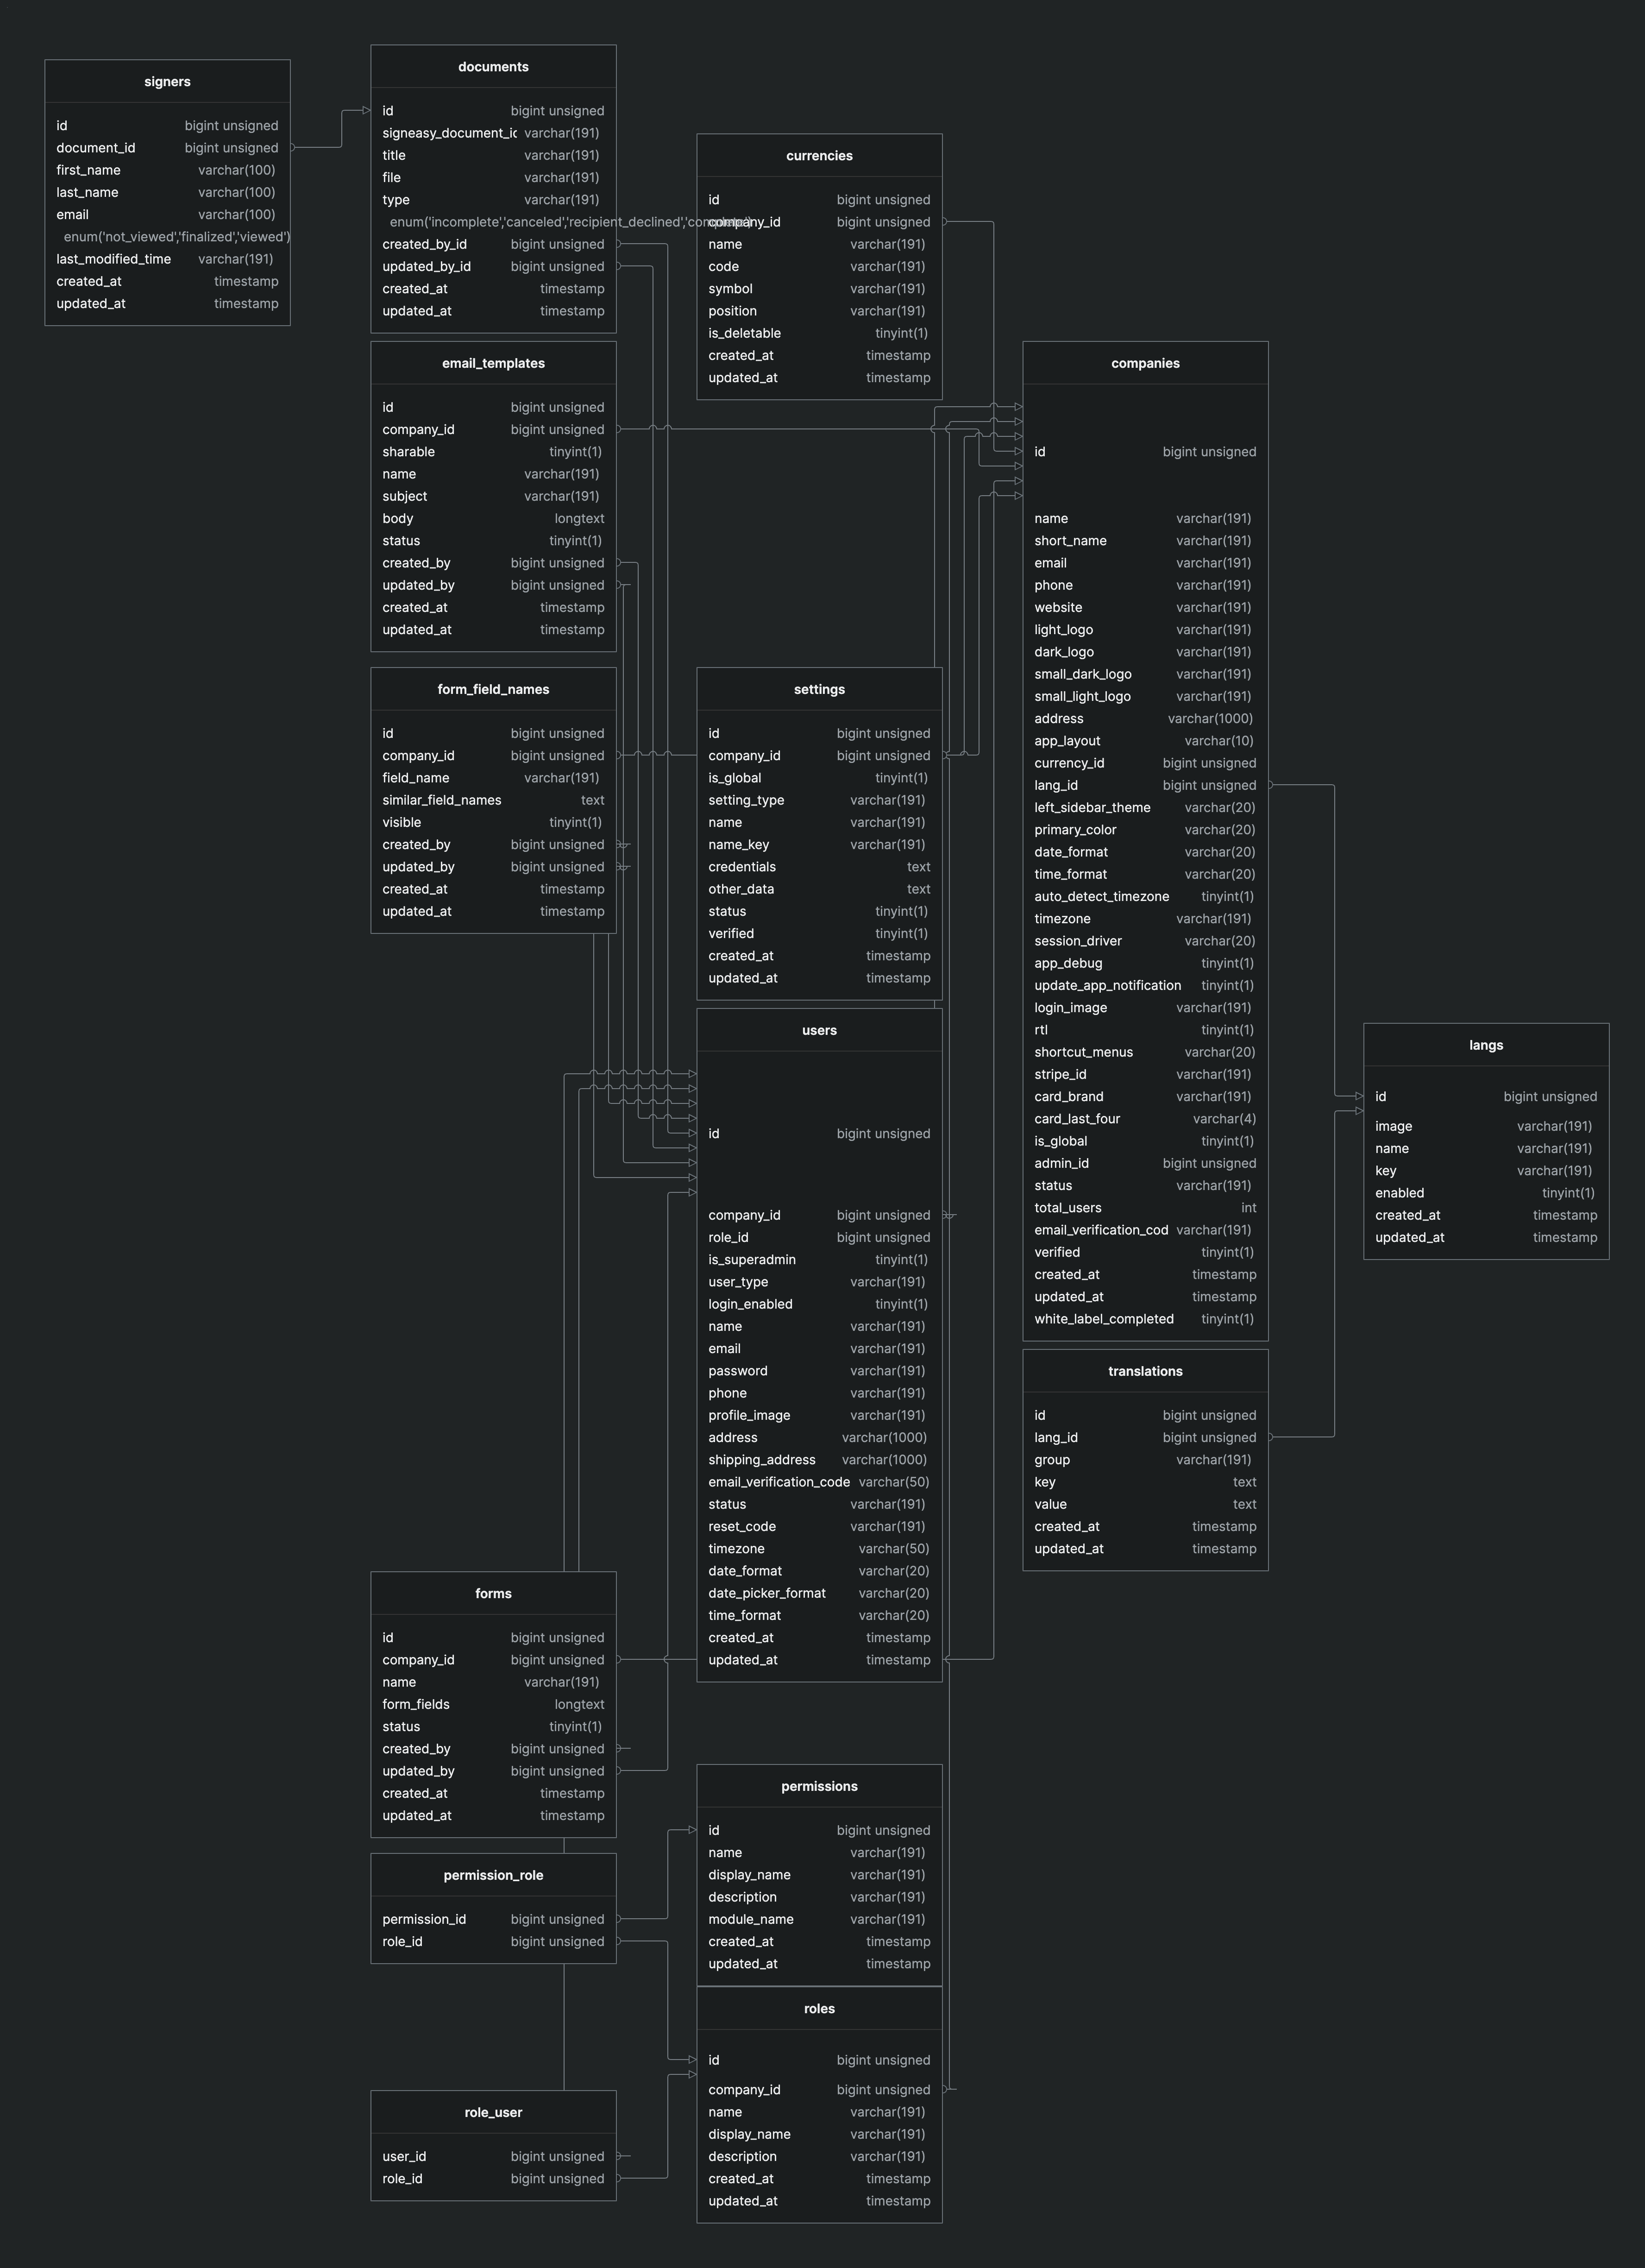 signers
id bigint unsigned
document_id bigint unsigned
first_name varchar(100)
last_name varchar(100)
email varchar(100)
enum('not_viewed','finalized','viewed')
last_modified_time varchar(191)
created_at timestamp
updated_at timestamp
documents
id bigint unsigned
signeasy_document_ic varchar(191)
title varchar(191)
file varchar(191)
type varchar(191)
enum('incomplete','canceled','recipient_declined','complete')
created_by_id bigint unsigned
updated_by_id bigint unsigned
created_at timestamp
updated_at timestamp
currencies
id bigint unsigned
company_id bigint unsigned
name varchar(191)
code varchar(191)
symbol varchar(191)
position varchar(191)
is_deletable tinyint(1)
created_at timestamp
updated_at timestamp
email_templates
id bigint unsigned
company_id bigint unsigned
sharable tinyint(1)
name varchar(191)
subject varchar(191)
body longtext
status tinyint(1)
created_by bigint unsigned
updated_by bigint unsigned
created_at timestamp
updated_at timestamp
companies
id bigint unsigned
name varchar(191)
short_name varchar(191)
email varchar(191)
phone varchar(191)
website varchar(191)
light_logo varchar(191)
dark_logo varchar(191)
small_dark_logo varchar(191)
small_light_logo varchar(191)
address varchar(1000)
app_layout varchar(10)
currency_id bigint unsigned
lang_id bigint unsigned
left_sidebar_theme varchar(20)
primary_color varchar(20)
date_format varchar(20)
time_format varchar(20)
auto_detect_timezone tinyint(1)
timezone varchar(191)
session_driver varchar(20)
app_debug tinyint(1)
update_app_notification tinyint(1)
login_image varchar(191)
rtl tinyint(1)
shortcut_menus varchar(20)
stripe_id varchar(191)
card_brand varchar(191)
card_last_four varchar(4)
is_global tinyint(1)
admin_id bigint unsigned
status varchar(191)
total_users int
email_verification_cod varchar(191)
verified tinyint(1)
created_at timestamp
updated_at timestamp
white_label_completed tinyint(1)
form_field_names
id bigint unsigned
company_id bigint unsigned
field_name varchar(191)
similar_field_names text
visible tinyint(1)
created_by bigint unsigned
updated_by bigint unsigned
created_at timestamp
updated_at timestamp
settings
id bigint unsigned
company_id bigint unsigned
is_global tinyint(1)
setting_type varchar(191)
name varchar(191)
name_key varchar(191)
credentials text
other_data text
status tinyint(1)
verified tinyint(1)
created_at timestamp
updated_at timestamp
users
id bigint unsigned
company_id bigint unsigned
role_id bigint unsigned
is_superadmin tinyint(1)
user_type varchar(191)
login_enabled tinyint(1)
name varchar(191)
email varchar(191)
password varchar(191)
phone varchar(191)
profile_image varchar(191)
address varchar(1000)
shipping_address varchar(1000)
email_verification_code varchar(50)
status varchar(191)
reset_code varchar(191)
timezone varchar(50)
date_format varchar(20)
date_picker_format varchar(20)
time_format varchar(20)
created_at timestamp
updated_at timestamp
langs
id bigint unsigned
image varchar(191)
name varchar(191)
key varchar(191)
enabled tinyint(1)
created_at timestamp
updated_at timestamp
translations
id bigint unsigned
lang_id bigint unsigned
group varchar(191)
key text
value text
created_at timestamp
updated_at timestamp
forms
id bigint unsigned
company_id bigint unsigned
name varchar(191)
form_fields longtext
status tinyint(1)
created_by bigint unsigned
updated_by bigint unsigned
created_at timestamp
updated_at timestamp
permissions
id bigint unsigned
name varchar(191)
display_name varchar(191)
description varchar(191)
module_name varchar(191)
created_at timestamp
updated_at timestamp
permission_role
permission_id bigint unsigned
role_id bigint unsigned
roles
id bigint unsigned
company_id bigint unsigned
name varchar(191)
display_name varchar(191)
description varchar(191)
created_at timestamp
updated_at timestamp
role_user
user_id bigint unsigned
role_id bigint unsigned